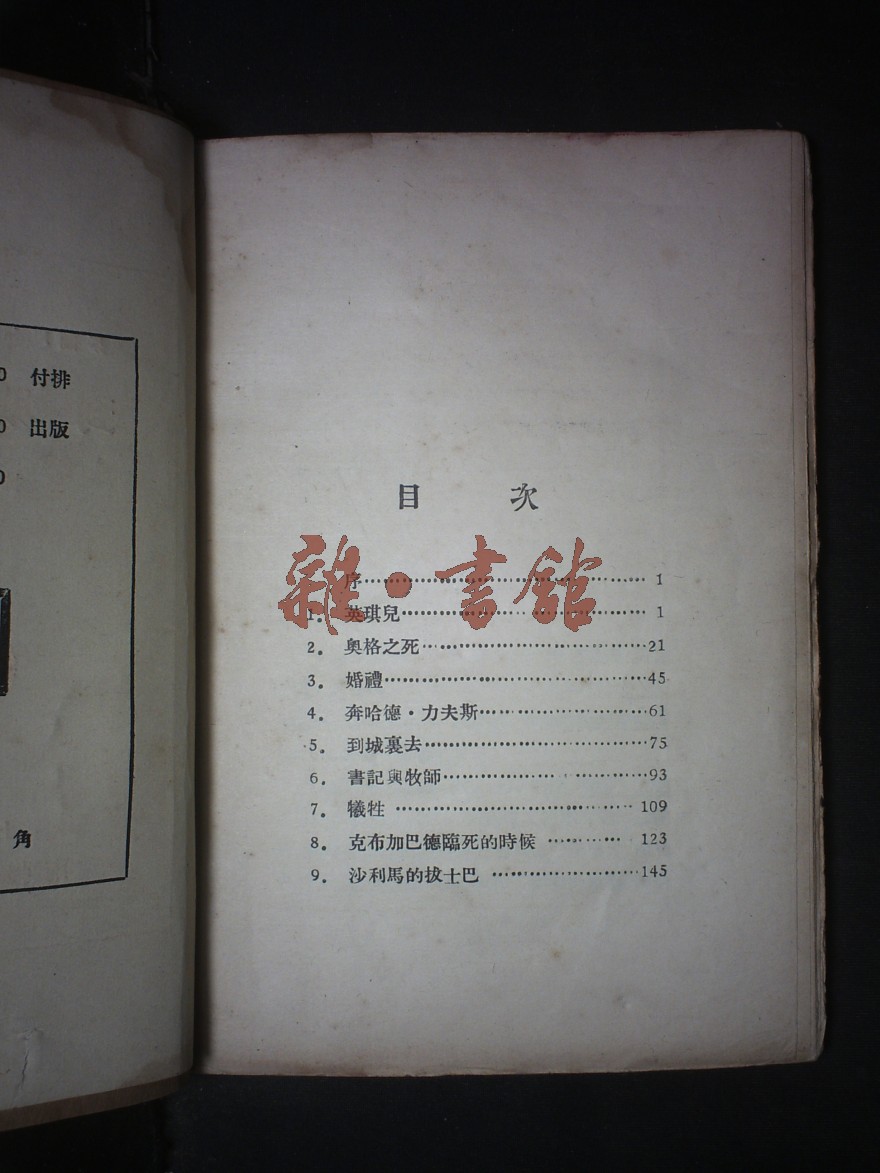 0 付排
0 出版
0
角
目 次
雜·書館
序 1
1. 英琪兒 1
2. 奧格之死 21
3. 婚禮 45
4. 奔哈德·力夫斯 61
5. 到城裏去 75
6. 書記與牧師 93
7. 犧牲 109
8. 克布加巴德臨死的時候 123
9. 沙利馬的拔士巴 145